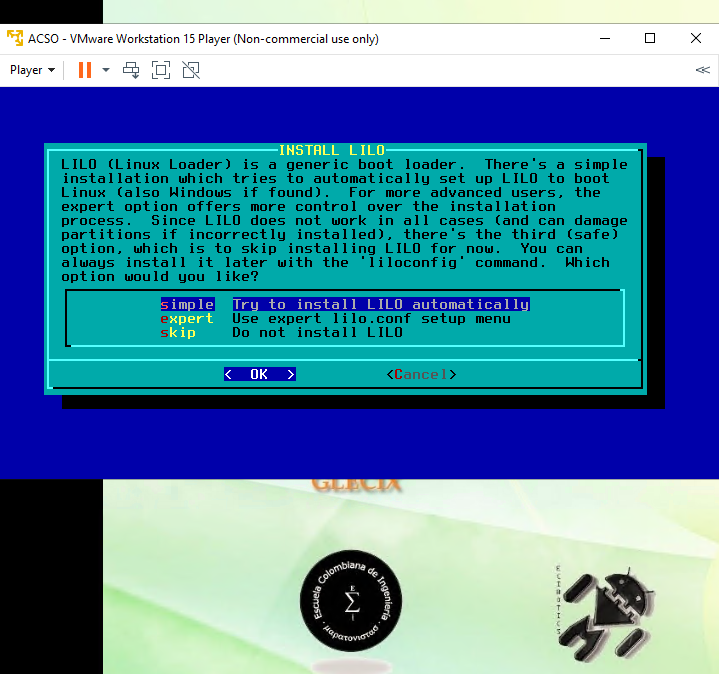 ACSO - VMware Workstation 15 Player (Non-commercial use only)
Player
INSTALL LILO
LILO (Linux Loader) is a generic boot loader.  There's a simple
installation which tries to automatically set up LILO to boot
Linux (also Windows if found).  For more advanced users, the
expert option offers more control over the installation
process.  Since LILO does not work in all cases (and can damage
partitions if incorrectly installed), there's the third (safe)
option, which is to skip installing LILO for now.  You can
always install it later with the 'liloconfig' command.  Which
option would you like?
simple  Try to install LILO automatically
expert  Use expert lilo.conf setup menu
skip    Do not install LILO
<  OK  >    <Cancel>
GLECIX
Escuela Colombiana de Ingeniería
E
Σ
I
μαρατονιστασ
ECIBOTICS